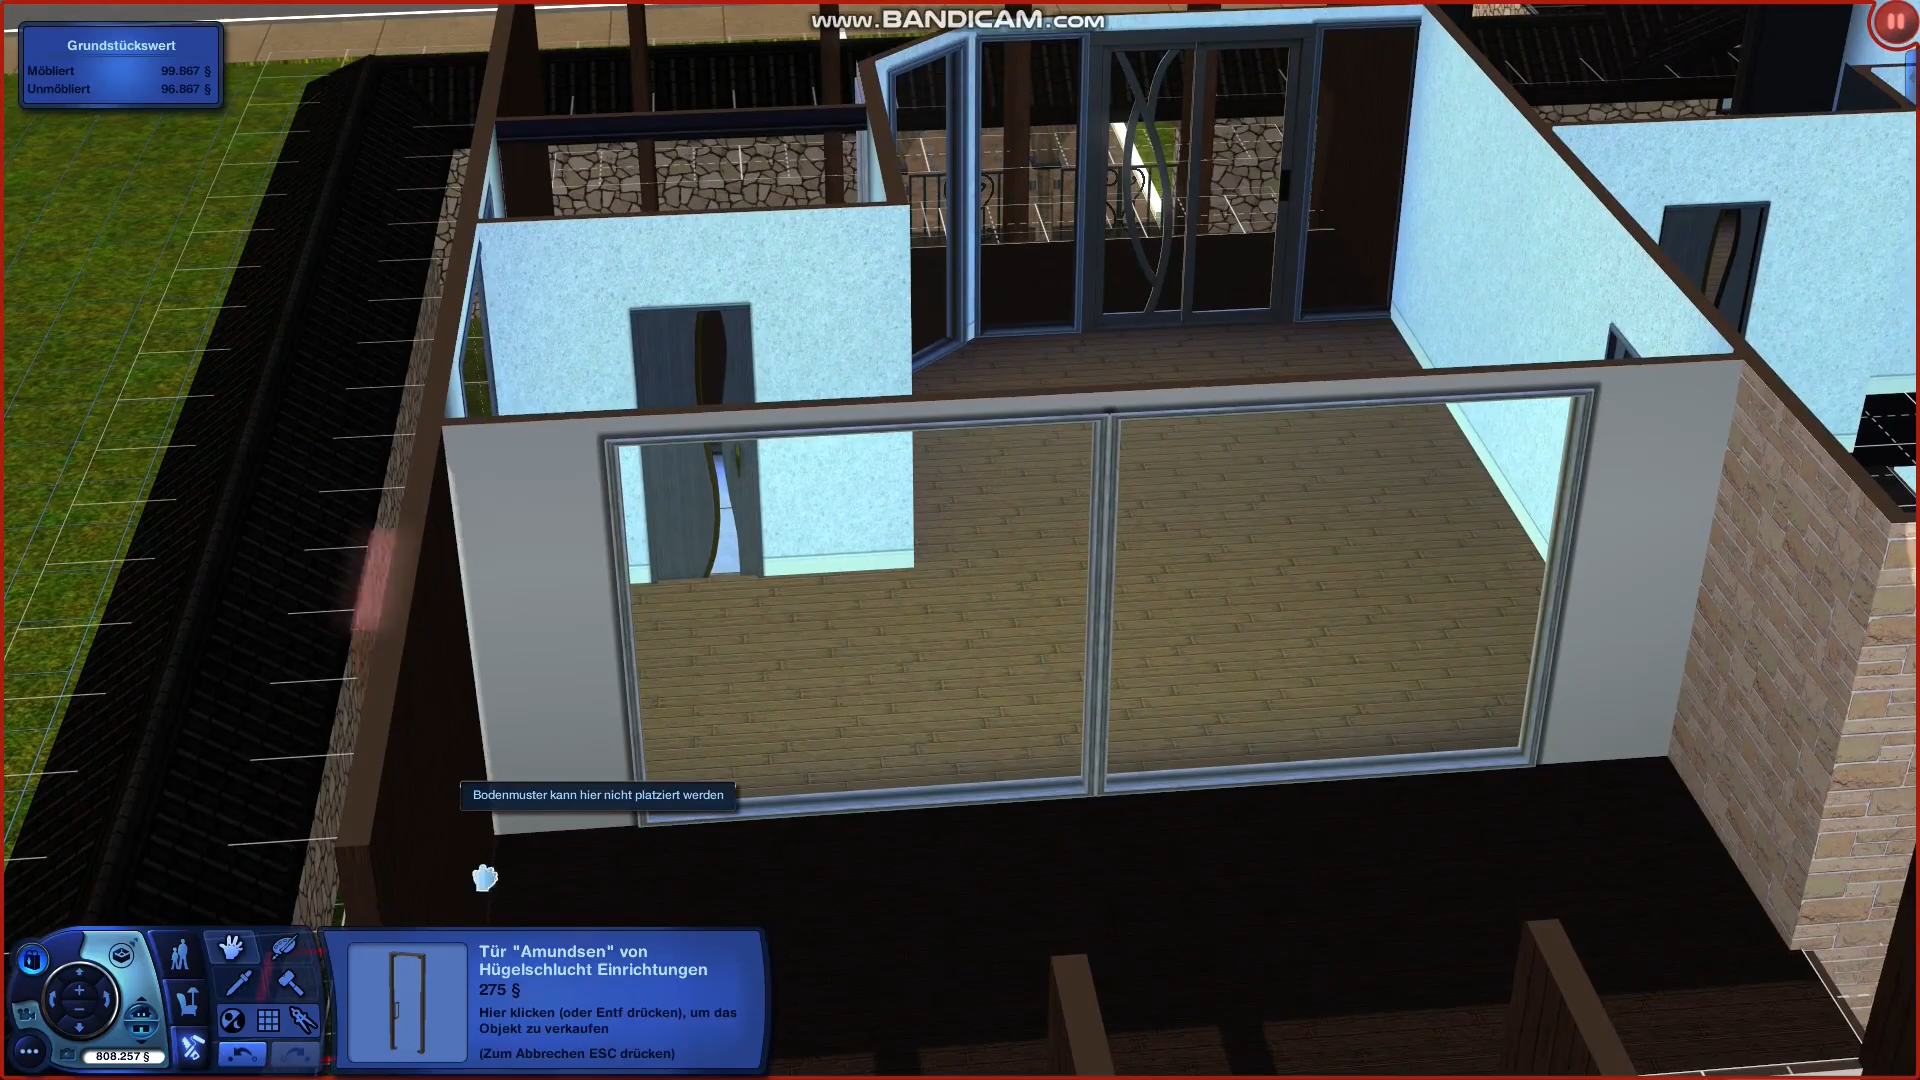 www.BANDICAM.com
Grundstückswert
Möbliert 99.867 §
Unmöbliert 96.867 §
Bodenmuster kann hier nicht platziert werden
Tür "Amundsen" von
Hügelschlucht Einrichtungen
275 §
Hier klicken (oder Entf drücken), um das
Objekt zu verkaufen
(Zum Abbrechen ESC drücken)
808.257 §